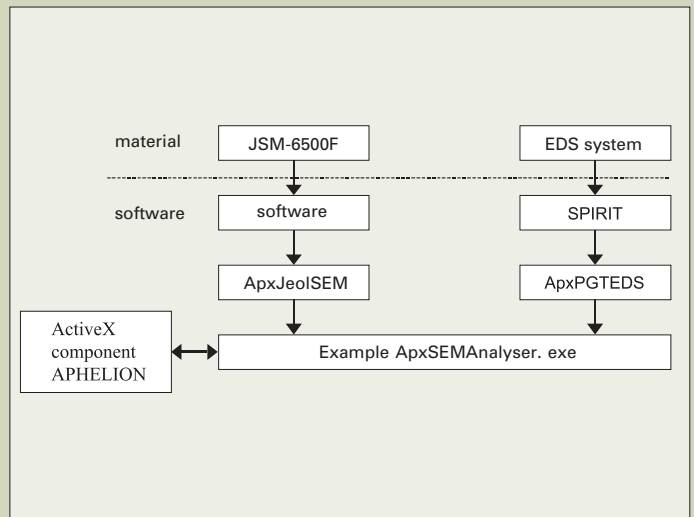 material
JSM-6500F
EDS system
software
software
SPIRIT
ApxJeolSEM
ApxPGTEDS
ActiveX
component
APHELION
Example ApxSEMAnalyser. exe